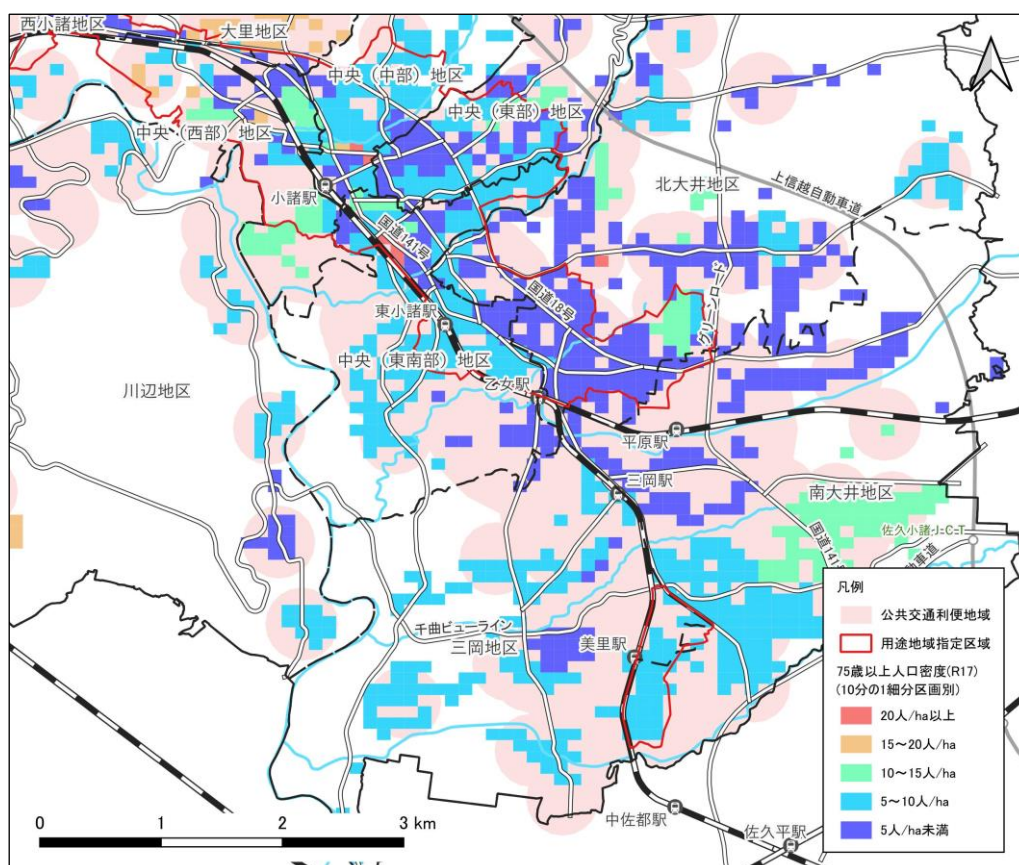 西小諸地区
大里地区
中央（中部）地区
中央（東部）地区
中央（西部）地区
小諸駅
北大井地区
上信越自動車道
国道141号
国道18号
グリーンロード
東小諸駅
中央（東南部）地区
川辺地区
乙女駅
平原駅
三岡駅
南大井地区
佐久小諸J.C.T
国道141
動車道
千曲ビューライン
三岡地区
美里駅
中佐都駅
佐久平駅
凡例
公共交通利便地域
用途地域指定区域
75歳以上人口密度(R17)
(10分の1細分区画別)
20人/ha以上
15～20人/ha
10～15人/ha
5～10人/ha
5人/ha未満
0 1 2 3 km